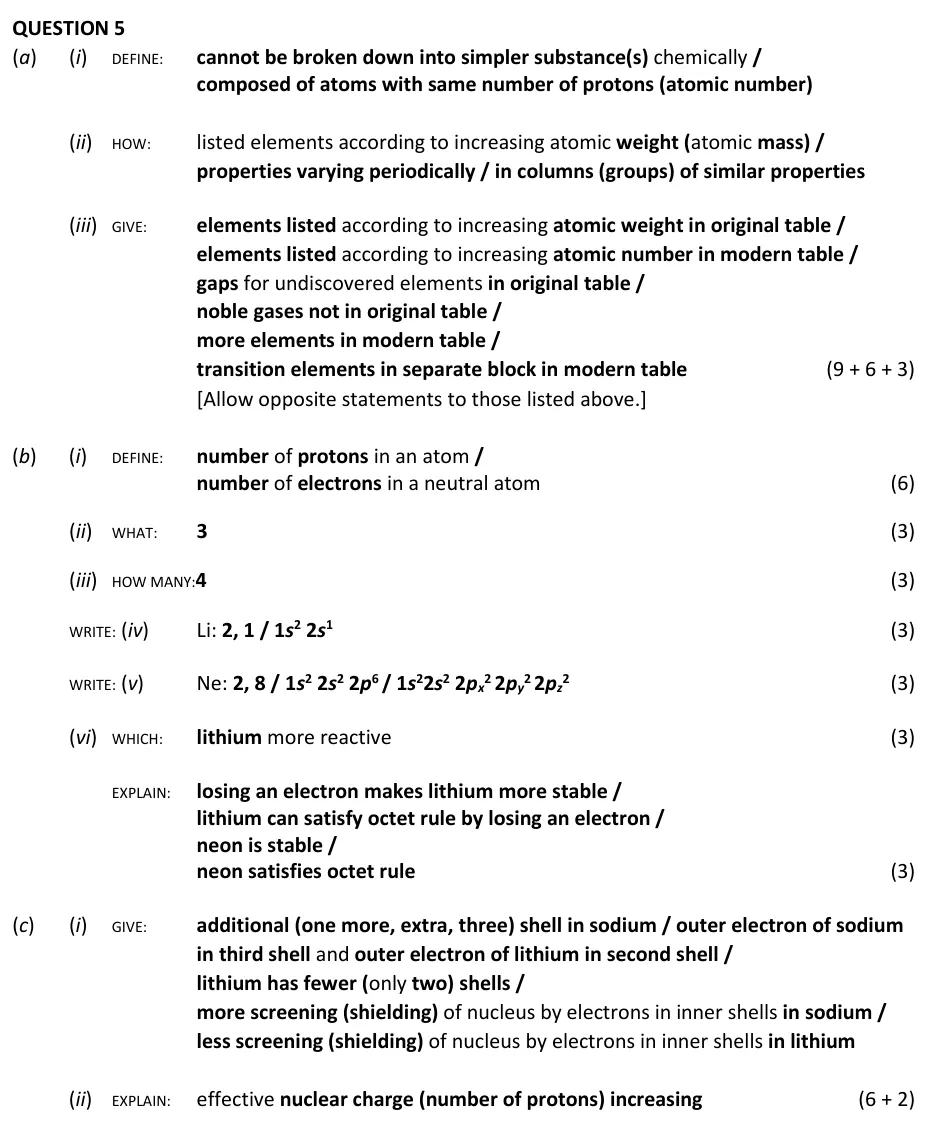 QUESTION 5
(a) (i) DEFINE: cannot be broken down into simpler substance(s) chemically /
composed of atoms with same number of protons (atomic number)
(ii) HOW: listed elements according to increasing atomic weight (atomic mass) /
properties varying periodically / in columns (groups) of similar properties
(iii) GIVE: elements listed according to increasing atomic weight in original table /
elements listed according to increasing atomic number in modern table /
gaps for undiscovered elements in original table /
noble gases not in original table /
more elements in modern table /
transition elements in separate block in modern table (9 + 6 + 3)
[Allow opposite statements to those listed above.]
(b) (i) DEFINE: number of protons in an atom /
number of electrons in a neutral atom (6)
(ii) WHAT: 3 (3)
(iii) HOW MANY:4 (3)
WRITE: (iv) Li: 2, 1 / 1s² 2s¹ (3)
WRITE: (v) Ne: 2, 8 / 1s² 2s² 2p⁶ / 1s²2s² 2pₓ² 2p_y² 2p_z² (3)
(vi) WHICH: lithium more reactive (3)
EXPLAIN: losing an electron makes lithium more stable /
lithium can satisfy octet rule by losing an electron /
neon is stable /
neon satisfies octet rule (3)
(c) (i) GIVE: additional (one more, extra, three) shell in sodium / outer electron of sodium
in third shell and outer electron of lithium in second shell /
lithium has fewer (only two) shells /
more screening (shielding) of nucleus by electrons in inner shells in sodium /
less screening (shielding) of nucleus by electrons in inner shells in lithium
(ii) EXPLAIN: effective nuclear charge (number of protons) increasing (6 + 2)